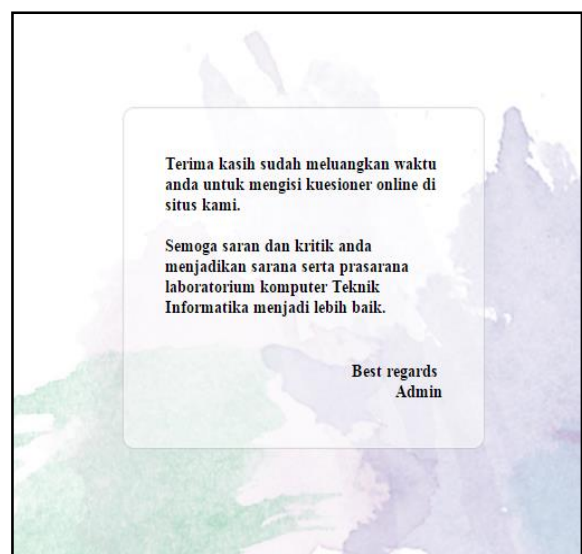 Terima kasih sudah meluangkan waktu
anda untuk mengisi kuesioner online di
situs kami.
Semoga saran dan kritik anda
menjadikan sarana serta prasarana
laboratorium komputer Teknik
Informatika menjadi lebih baik.
Best regards
Admin